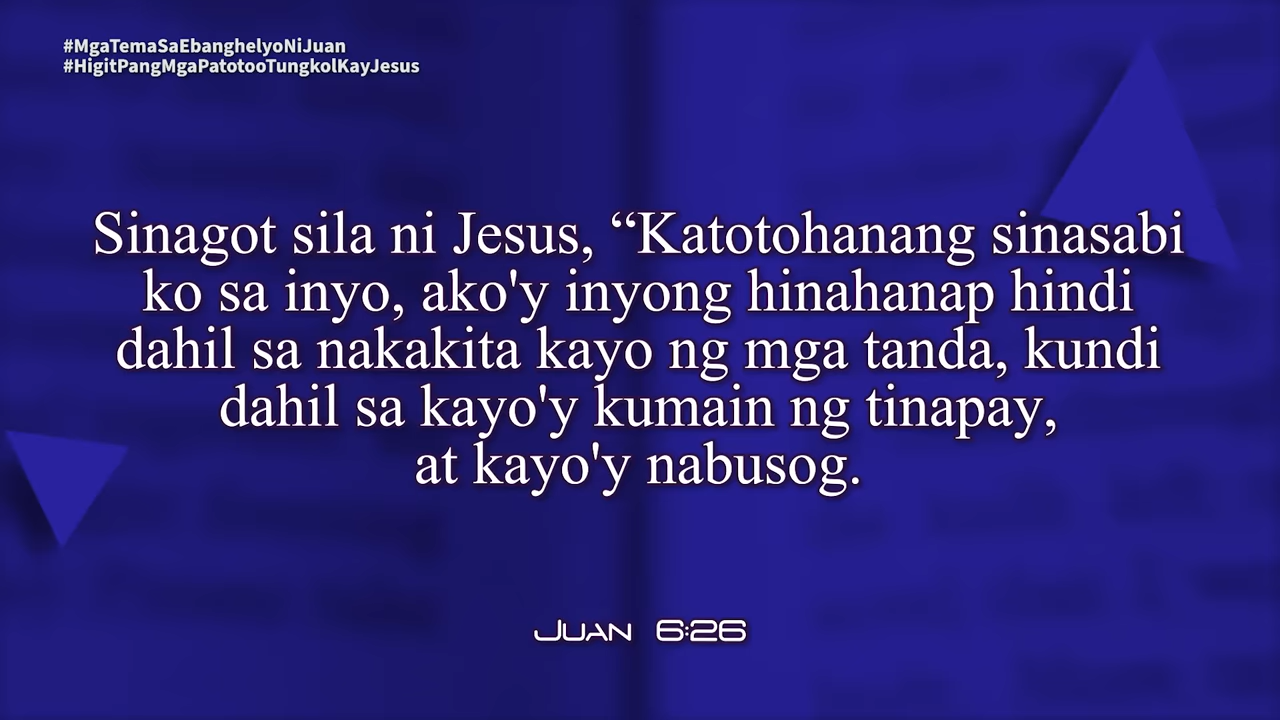 #MgaTemaSaEbanghelyoNiJuan
#HigitPangMgaPatotooTungkolKayJesus
Sinagot sila ni Jesus, “Katotohanang sinasabi
ko sa inyo, ako'y inyong hinahanap hindi
dahil sa nakakita kayo ng mga tanda, kundi
dahil sa kayo'y kumain ng tinapay,
at kayo'y nabusog.
Juan 6:26